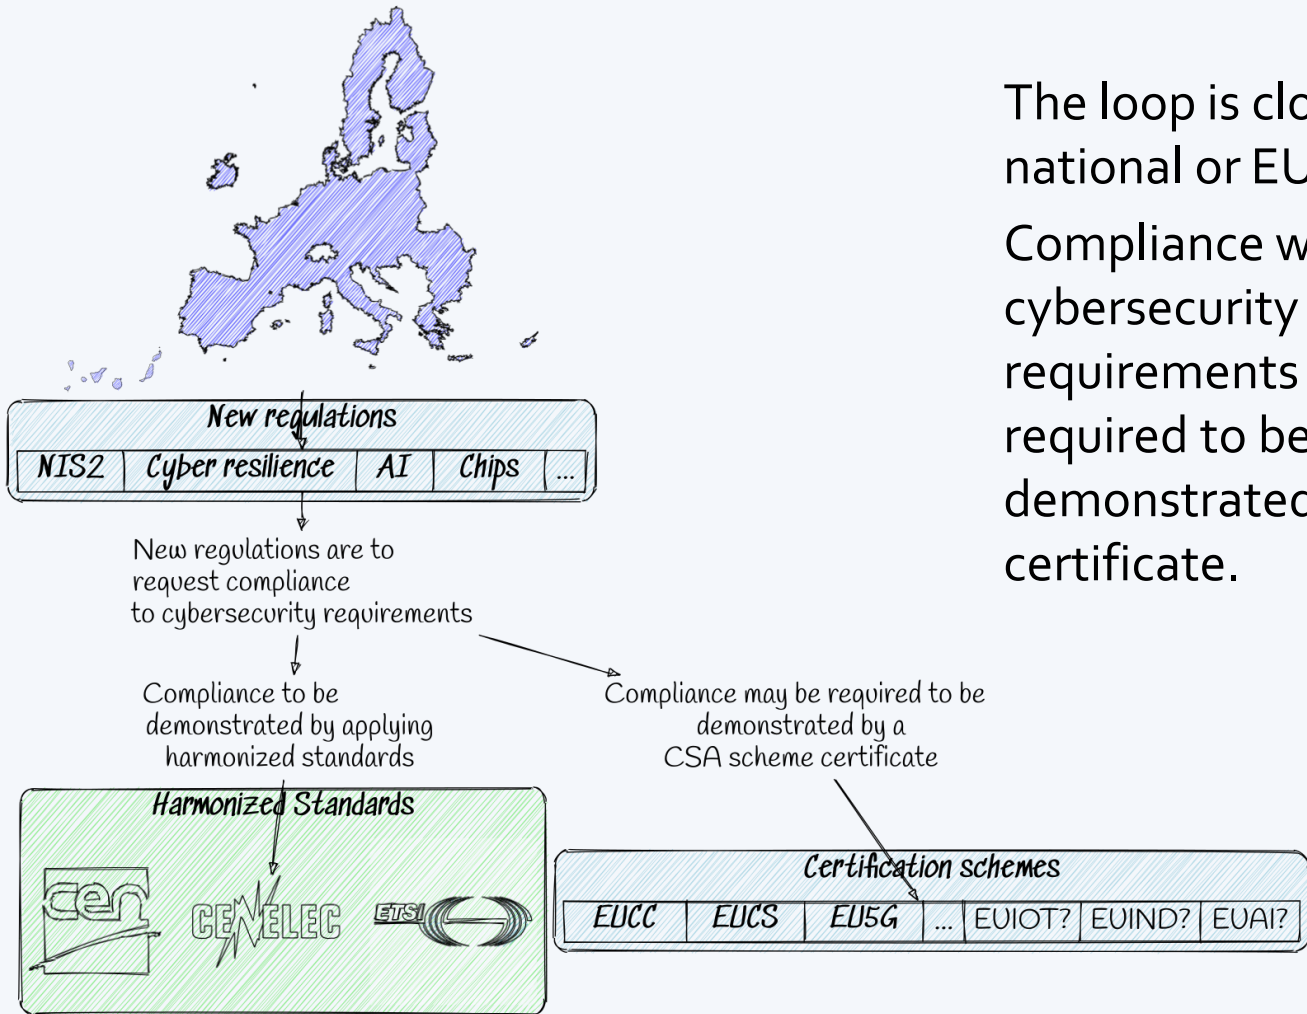 The loop is clo
national or EU
Compliance w
cybersecurity
requirements
required to be
demonstrated
certificate.
New regulations
NIS2 Cyber resilience AI Chips ...
New regulations are to
request compliance
to cybersecurity requirements
Compliance to be
demonstrated by applying
harmonized standards
Compliance may be required to be
demonstrated by a
CSA scheme certificate
Harmonized Standards
cen
CENELEC
ETSI
Certification schemes
EUCC EUCS EU5G ... EUIOT? EUIND? EUAI?